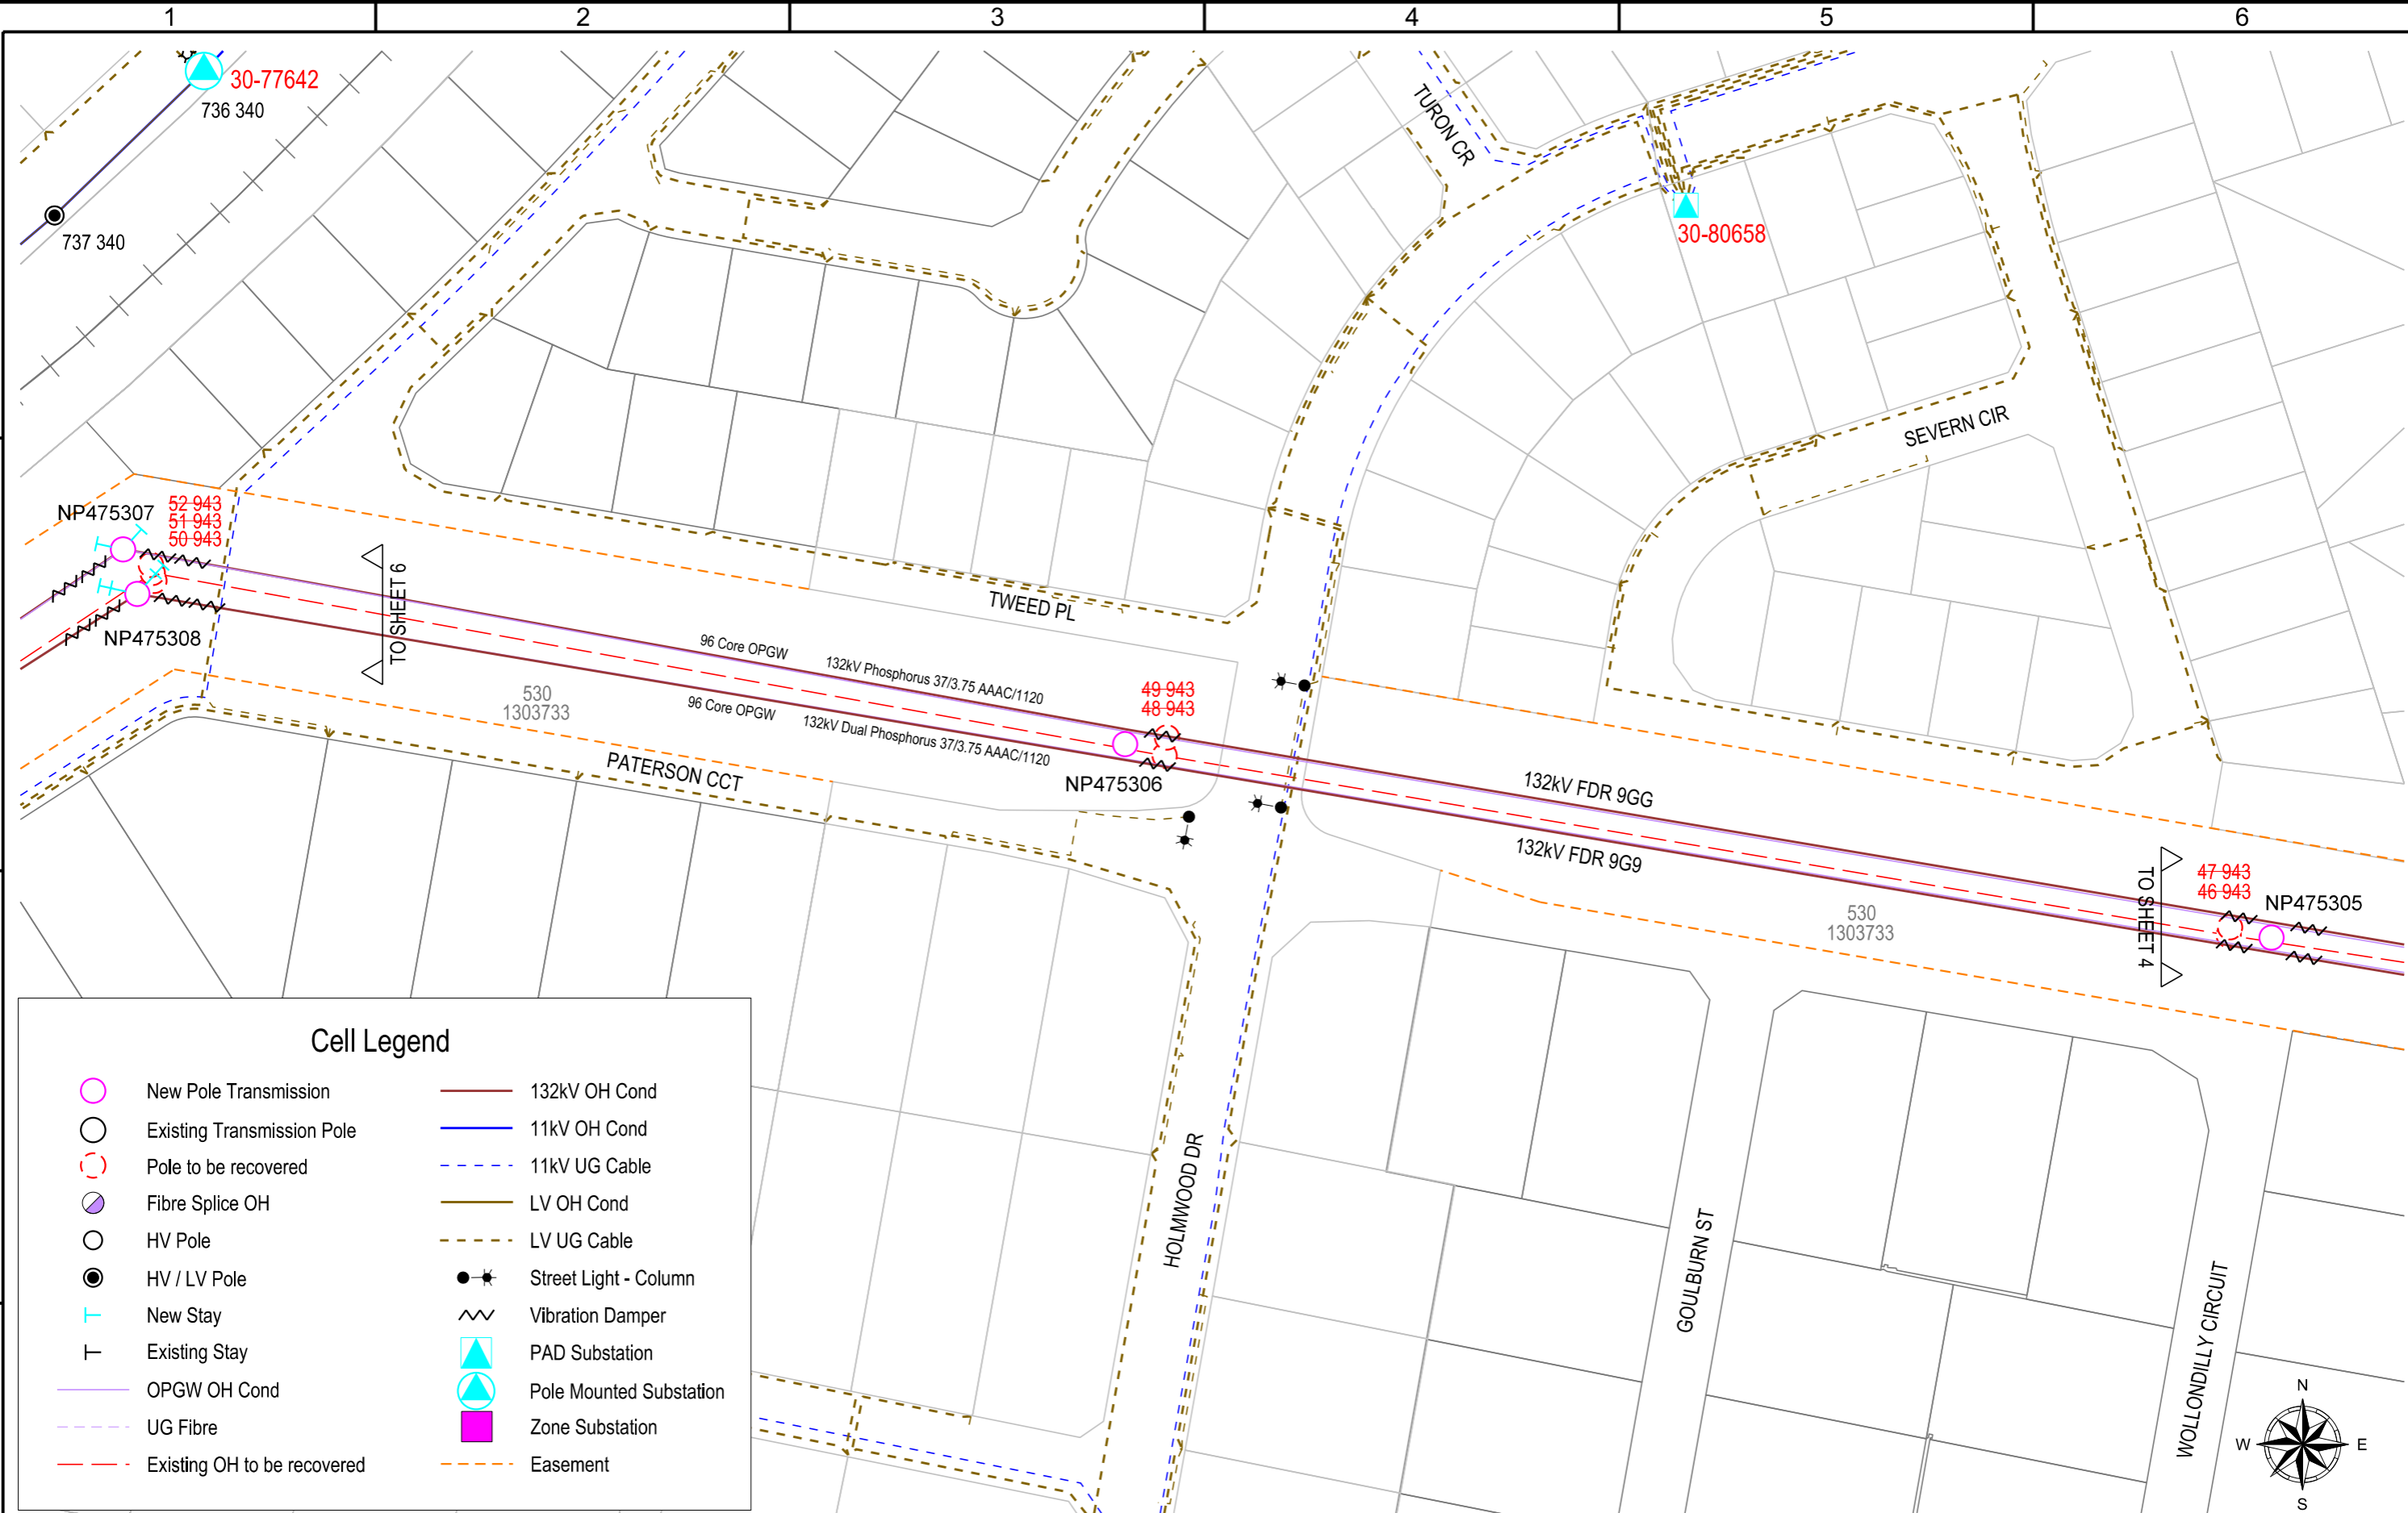 1
2
3
4
5
6
30-77642
736 340
737 340
TURON CR
30-80658
SEVERN CIR
NP475307
52 943
51 943
50 943
NP475308
TO SHEET 6
TWEED PL
96 Core OPGW
132kV Phosphorus 37/3.75 AAAC/1120
96 Core OPGW
132kV Dual Phosphorus 37/3.75 AAAC/1120
530
1303733
PATERSON CCT
49 943
48 943
NP475306
132kV FDR 9GG
132kV FDR 9G9
530
1303733
TO SHEET 4
47 943
46 943
NP475305
HOLMWOOD DR
GOULBURN ST
WOLLONDILLY CIRCUIT
Cell Legend
New Pole Transmission
Existing Transmission Pole
Pole to be recovered
Fibre Splice OH
HV Pole
HV / LV Pole
New Stay
Existing Stay
OPGW OH Cond
UG Fibre
Existing OH to be recovered
132kV OH Cond
11kV OH Cond
11kV UG Cable
LV OH Cond
LV UG Cable
Street Light - Column
Vibration Damper
PAD Substation
Pole Mounted Substation
Zone Substation
Easement
N
W
E
S